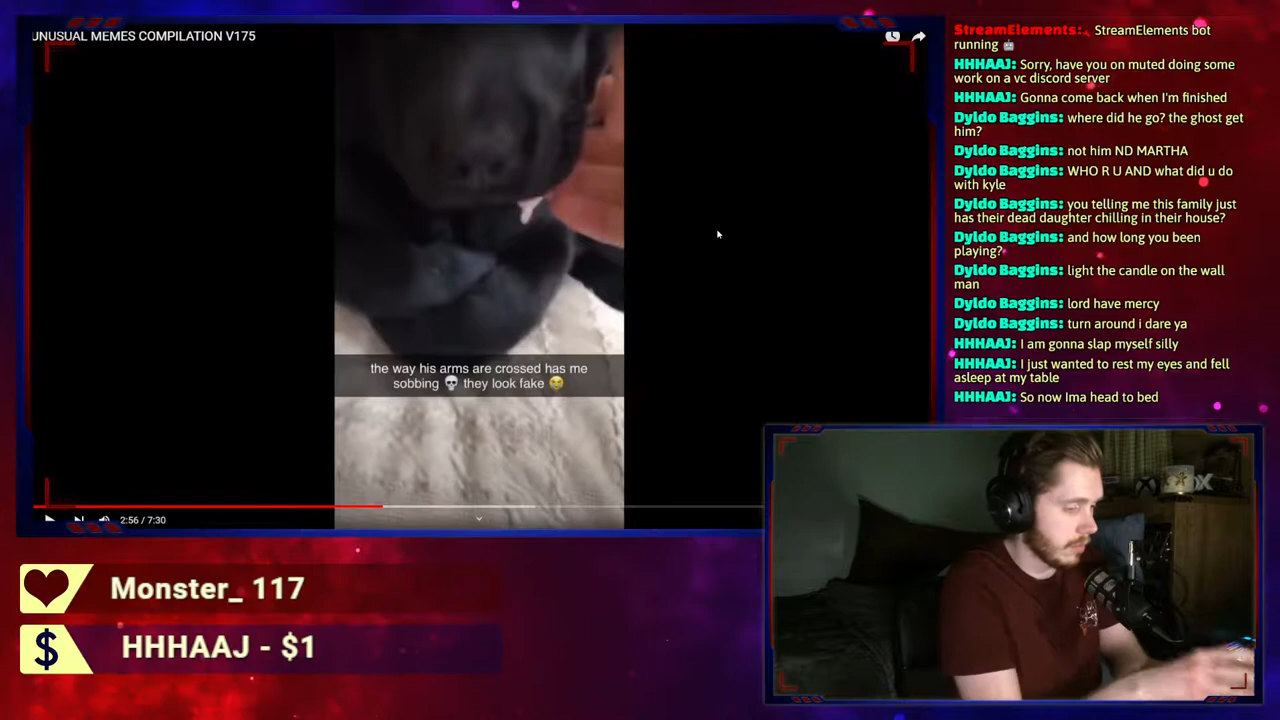 UNUSUAL MEMES COMPILATION V175
the way his arms are crossed has me
sobbing 💀 they look fake 😂
2:56 / 7:30
StreamElements: StreamElements bot
running 🤖
HHHAAJ: Sorry, have you on muted doing some
work on a vc discord server
HHHAAJ: Gonna come back when I'm finished
Dyldo Baggins: where did he go? the ghost get
him?
Dyldo Baggins: not him ND MARTHA
Dyldo Baggins: WHO R U AND what did u do
with kyle
Dyldo Baggins: you telling me this family just
has their dead daughter chilling in their house?
Dyldo Baggins: and how long you been
playing?
Dyldo Baggins: light the candle on the wall
man
Dyldo Baggins: lord have mercy
Dyldo Baggins: turn around i dare ya
HHHAAJ: I am gonna slap myself silly
HHHAAJ: I just wanted to rest my eyes and fell
asleep at my table
HHHAAJ: So now Ima head to bed
Monster_ 117
$ HHHAAJ - $1